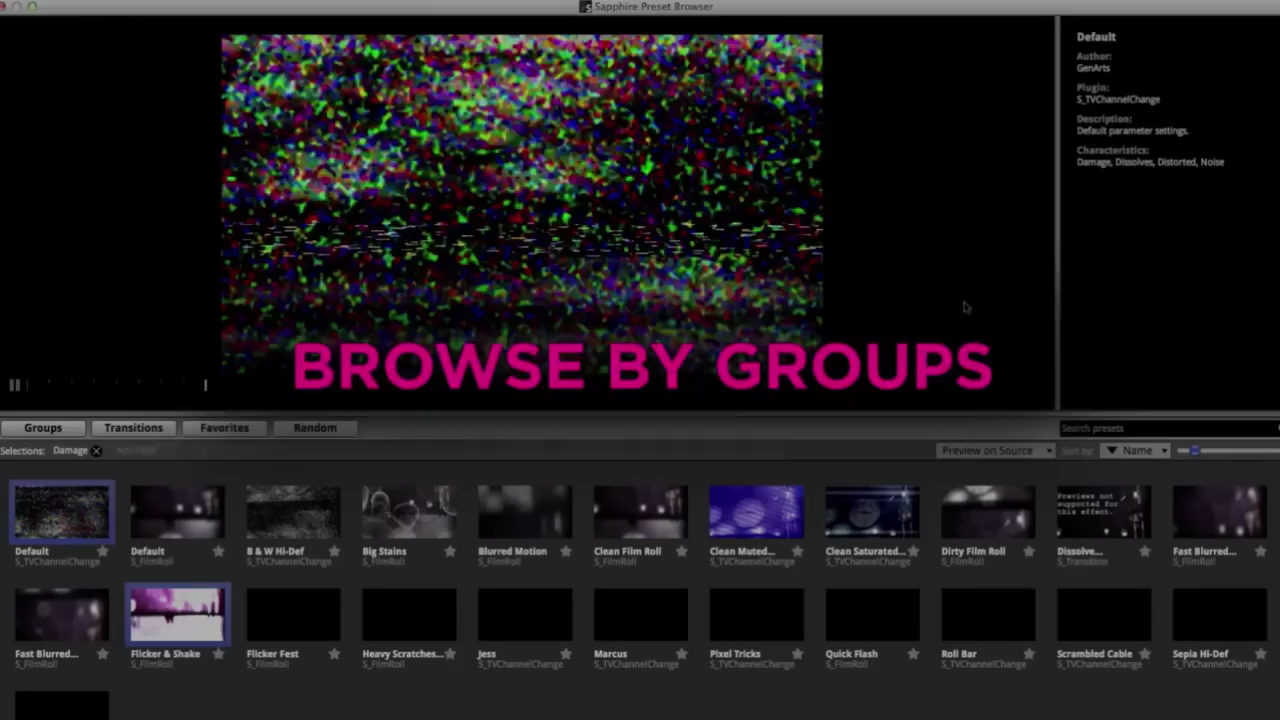 Sapphire Preset Browser
Default
Author:
GenArts
Plugin:
S_TVChannelChange
Description:
Default parameter settings.
Characteristics:
Damage, Dissolves, Distorted, Noise
BROWSE BY GROUPS
Groups Transitions Favorites Random Search presets
Selections: Damage Preview on Source Sort by: Name
Previews not
supported for
this effect.
Default Default B & W Hi-Def Big Stains Blurred Motion Clean Film Roll Clean Muted... Clean Saturated... Dirty Film Roll Dissolve... Fast Blurred...
S_TVChannelChange S_FilmRoll S_TVChannelChange S_FilmRoll S_FilmRoll S_FilmRoll S_TVChannelChange S_TVChannelChange S_FilmRoll S_Transition S_FilmRoll
Fast Blurred... Flicker & Shake Flicker Fest Heavy Scratches... Jess Marcus Pixel Tricks Quick Flash Roll Bar Scrambled Cable Sepia Hi-Def
S_FilmRoll S_FilmRoll S_FilmRoll S_FilmRoll S_TVChannelChange S_TVChannelChange S_TVChannelChange S_FilmRoll S_TVChannelChange S_TVChannelChange S_TVChannelChange